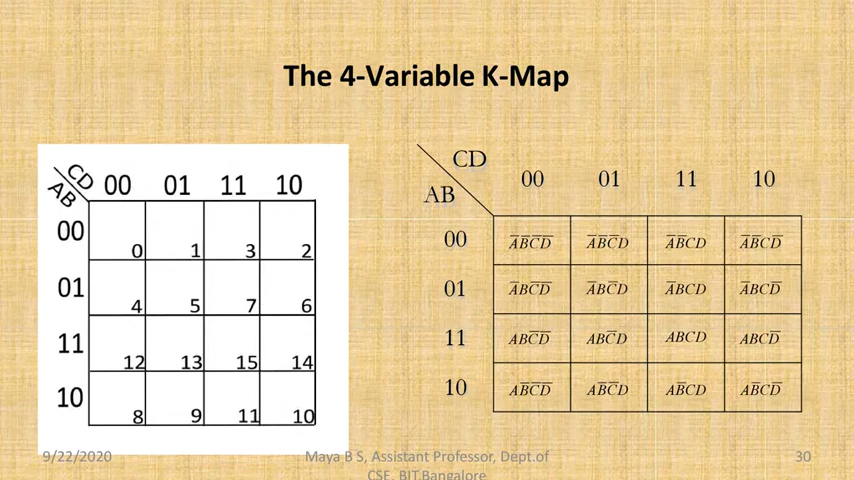 The 4-Variable K-Map
CD
AB
00 01 11 10
00 0 1 3 2
01 4 5 7 6
11 12 13 15 14
10 8 9 11 10
CD
AB
00 01 11 10
00 A̅B̅C̅D̅ A̅B̅C̅D A̅B̅CD A̅B̅CD̅
01 A̅BC̅D̅ A̅BC̅D A̅BCD A̅BCD̅
11 ABC̅D̅ ABC̅D ABCD ABCD̅
10 AB̅C̅D̅ AB̅C̅D AB̅CD AB̅CD̅
9/22/2020
Maya B S, Assistant Professor, Dept.of
CSE, BIT,Bangalore
30